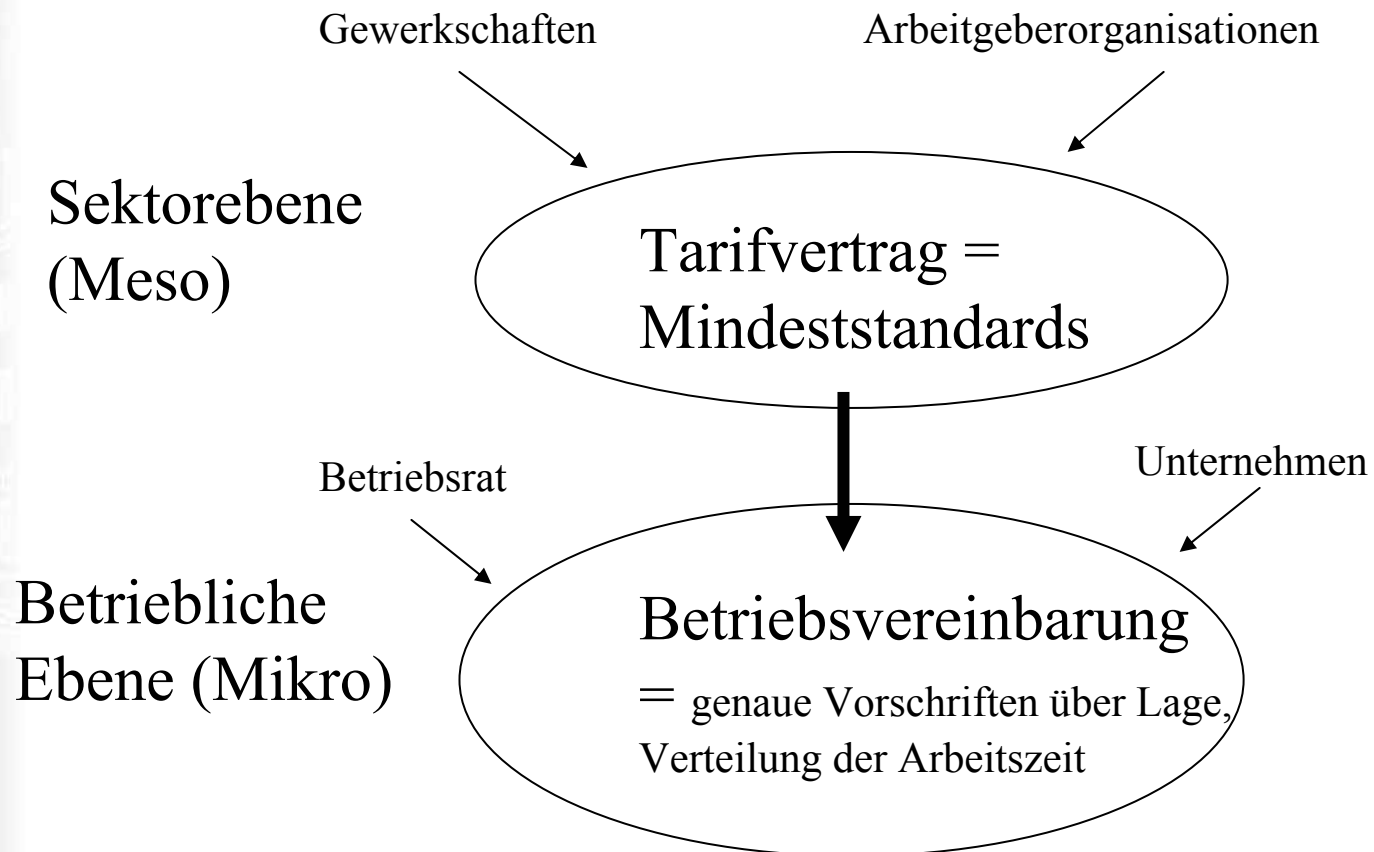 Gewerkschaften
Arbeitgeberorganisationen
Sektorebene
(Meso)
Tarifvertrag =
Mindeststandards
Betriebsrat
Unternehmen
Betriebliche
Ebene (Mikro)
Betriebsvereinbarung
= genaue Vorschriften über Lage,
Verteilung der Arbeitszeit